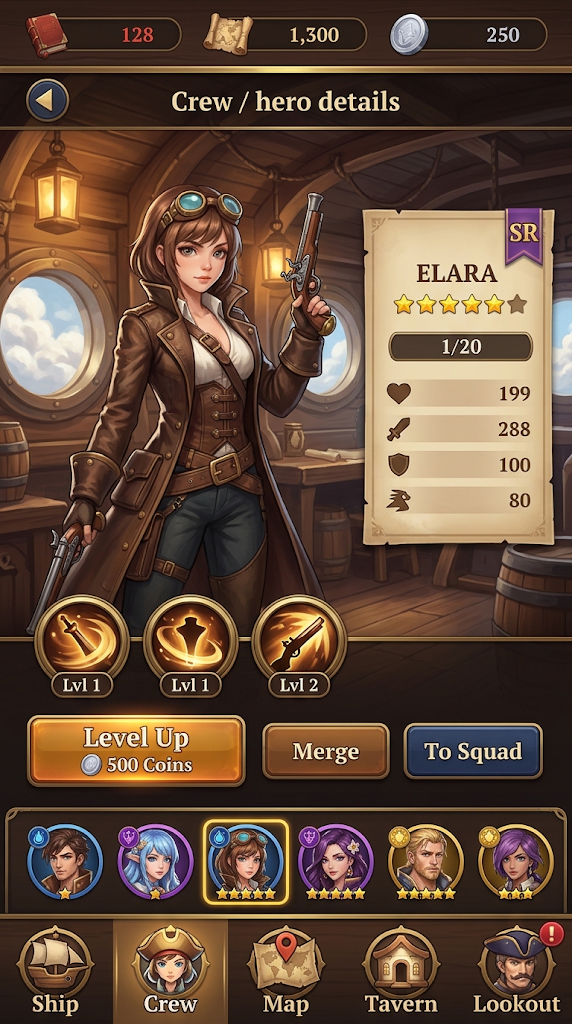 128
1,300
250
Crew / hero details
SR
ELARA
1/20
199
288
100
80
Lvl 1
Lvl 1
Lvl 2
Level Up
500 Coins
Merge
To Squad
!
Ship
Crew
Map
Tavern
Lookout